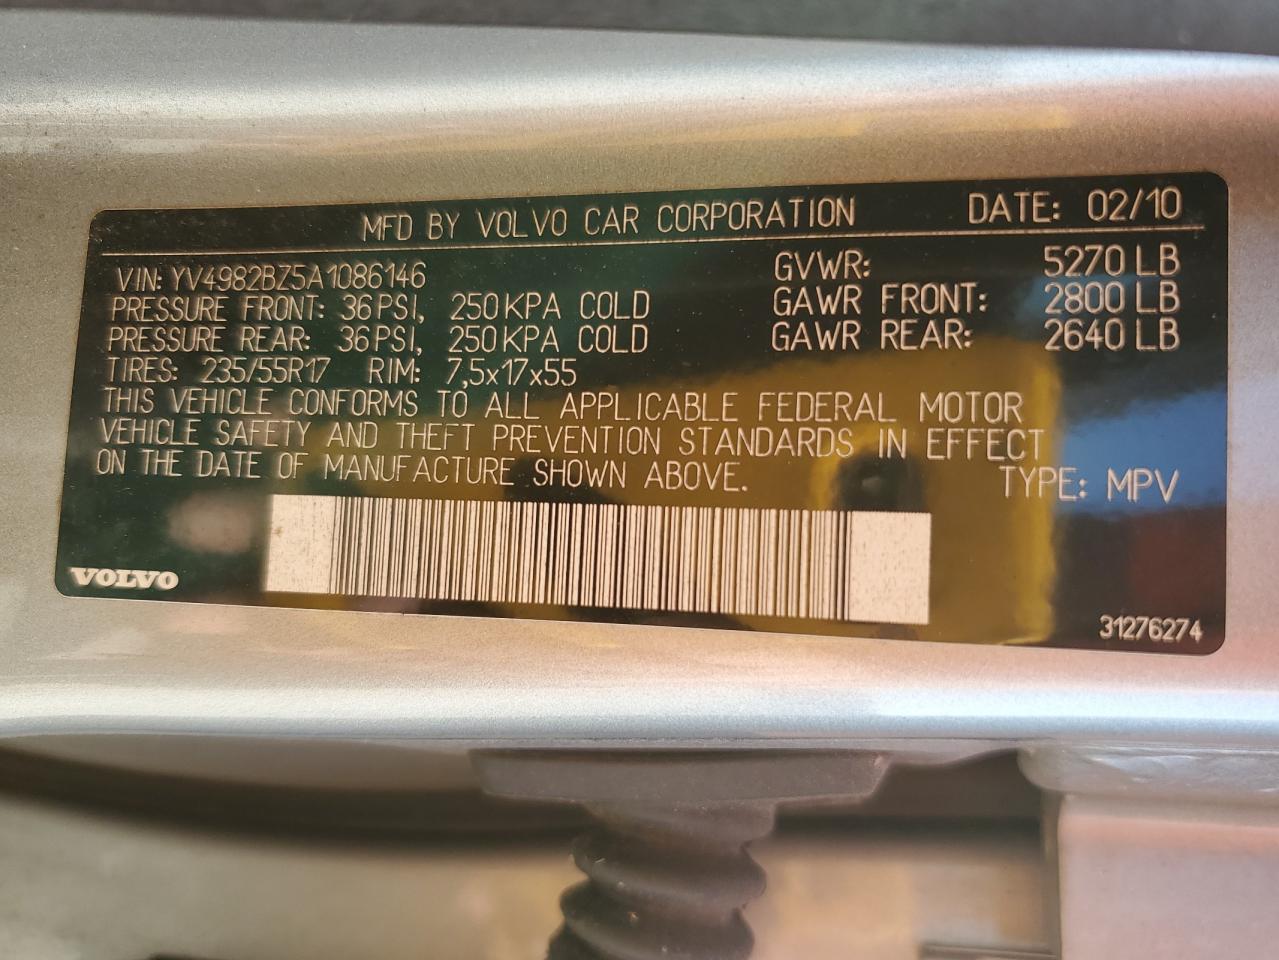 MFD BY VOLVO CAR CORPORATION DATE: 02/10
VIN: YV4982BZ5A1086146 GVWR: 5270 LB
PRESSURE FRONT: 36 PSI, 250 KPA COLD GAWR FRONT: 2800 LB
PRESSURE REAR: 36 PSI, 250 KPA COLD GAWR REAR: 2640 LB
TIRES: 235/55R17 RIM: 7,5x17x55
THIS VEHICLE CONFORMS TO ALL APPLICABLE FEDERAL MOTOR
VEHICLE SAFETY AND THEFT PREVENTION STANDARDS IN EFFECT
ON THE DATE OF MANUFACTURE SHOWN ABOVE. TYPE: MPV
VOLVO
31276274